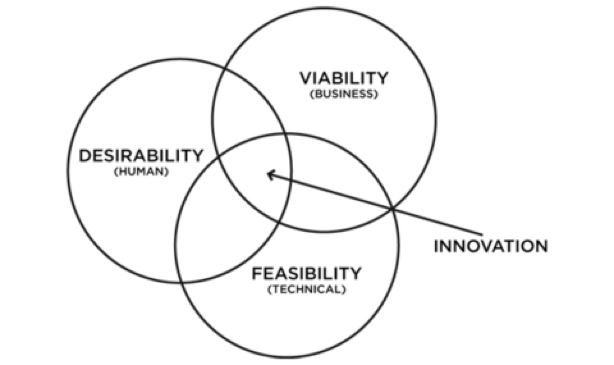 VIABILITY
(BUSINESS)
DESIRABILITY
(HUMAN)
INNOVATION
FEASIBILITY
(TECHNICAL)